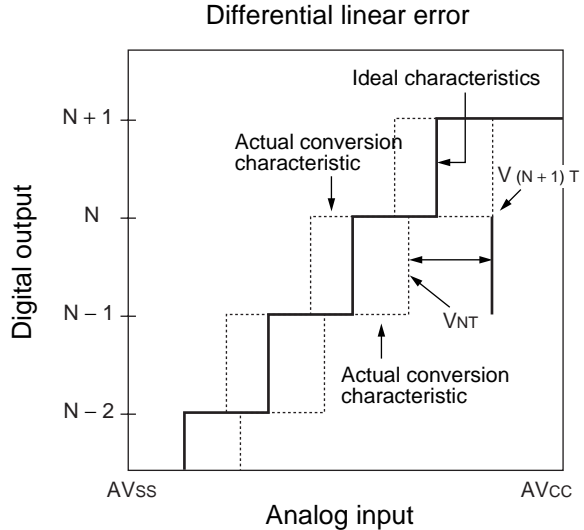 Differential linear error
Ideal characteristics
N + 1
Actual conversion
characteristic
V (N + 1) T
N
Digital output
N – 1
VNT
Actual conversion
characteristic
N – 2
AVSS
AVCC
Analog input